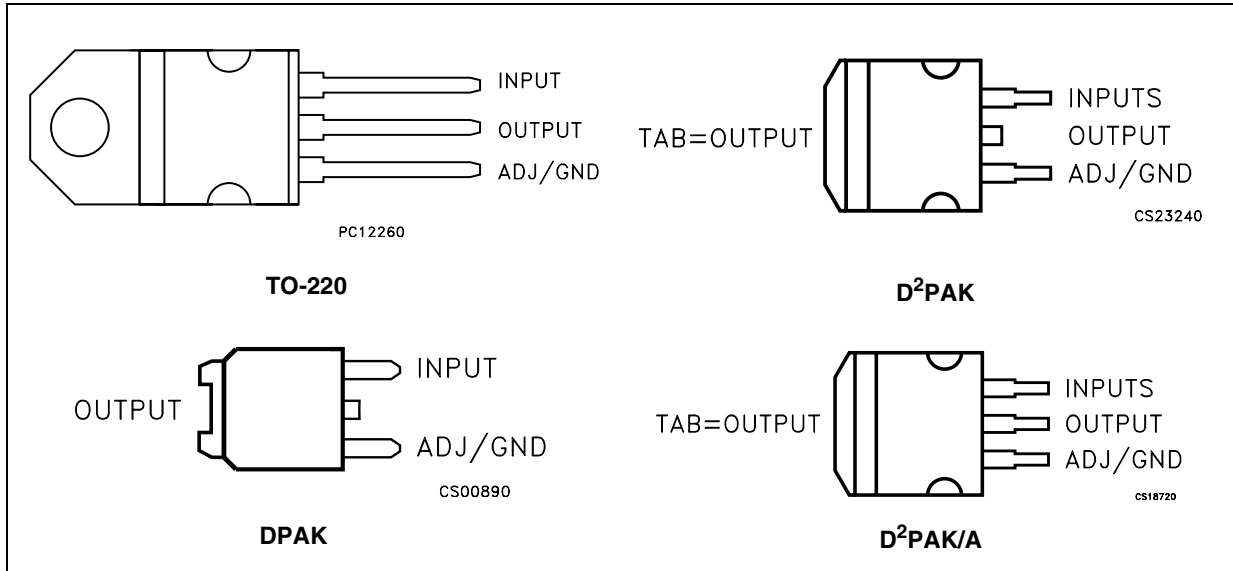 INPUT
OUTPUT
ADJ/GND
PC12260
TO-220
TAB=OUTPUT
INPUTS
OUTPUT
ADJ/GND
CS23240
D²PAK
OUTPUT
INPUT
ADJ/GND
CS00890
DPAK
TAB=OUTPUT
INPUTS
OUTPUT
ADJ/GND
CS18720
D²PAK/A